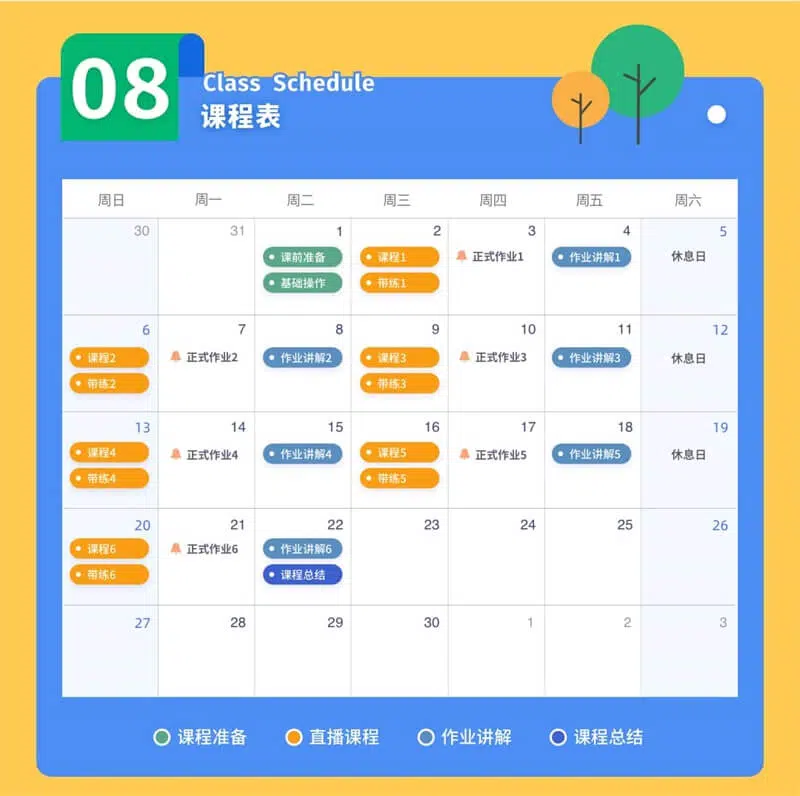 08
Class Schedule
课程表
周日 周一 周二 周三 周四 周五 周六
30 31 1 2 3 4 5
课前准备 课程1 正式作业1 作业讲解1 休息日
基础操作 带练1
6 7 8 9 10 11 12
课程2 正式作业2 作业讲解2 课程3 正式作业3 作业讲解3 休息日
带练2 带练3
13 14 15 16 17 18 19
课程4 正式作业4 作业讲解4 课程5 正式作业5 作业讲解5 休息日
带练4 带练5
20 21 22 23 24 25 26
课程6 正式作业6 作业讲解6
带练6 课程总结
27 28 29 30 1 2 3
课程准备 直播课程 作业讲解 课程总结